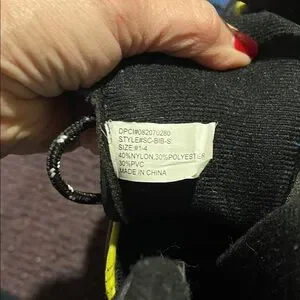 DPCI#082070280
STYLE#SC-BIB-S
SIZE:#1-4
40%NYLON,30%POLYESTER
30%PVC
MADE IN CHINA